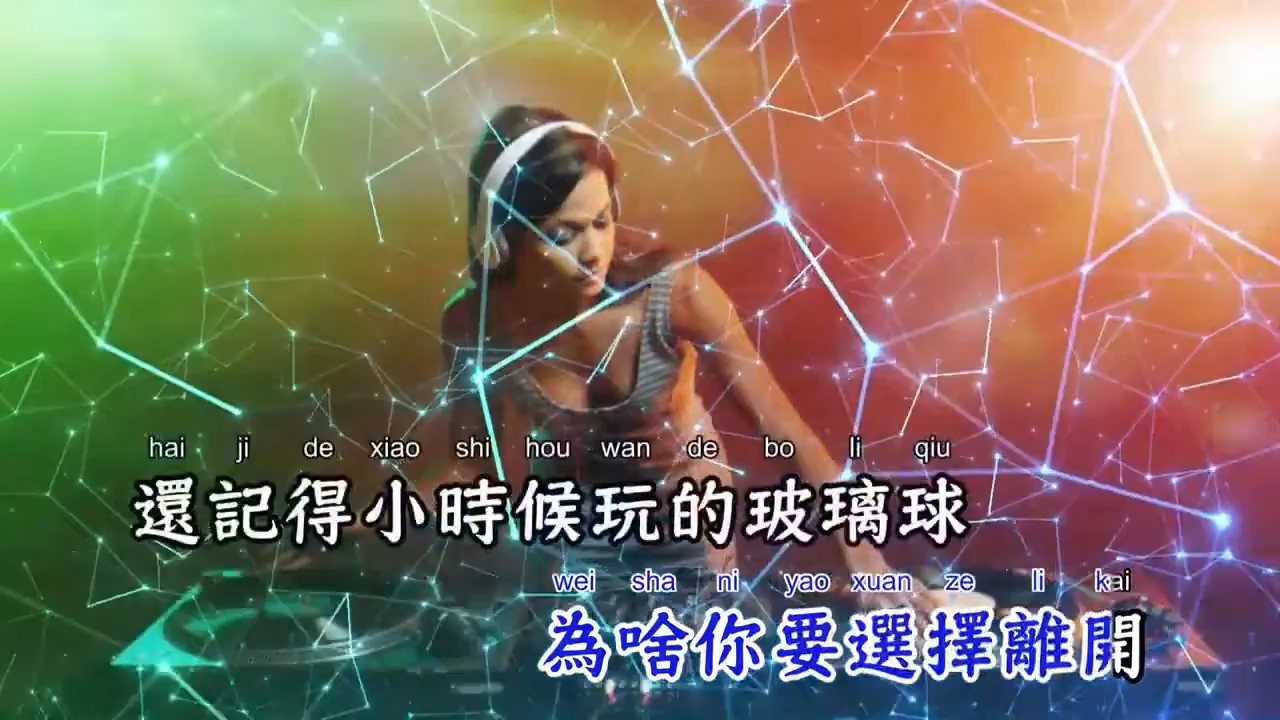 hai ji de xiao shi hou wan de bo li qiu
還記得小時候玩的玻璃球
wei sha ni yao xuan ze li kai
為啥你要選擇離開